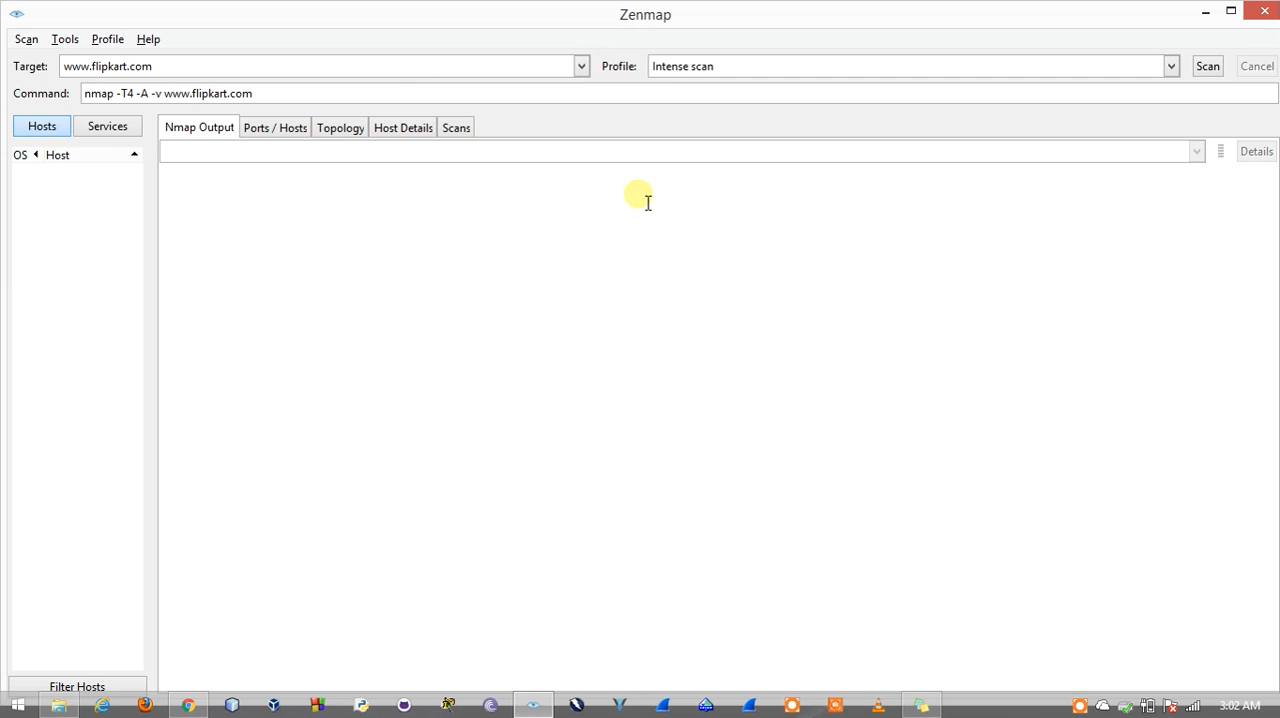 Zenmap
Scan Tools Profile Help
Target: www.flipkart.com Profile: Intense scan Scan Cancel
Command: nmap -T4 -A -v www.flipkart.com
Hosts Services Nmap Output Ports / Hosts Topology Host Details Scans
OS Host Details
Filter Hosts
3:02 AM